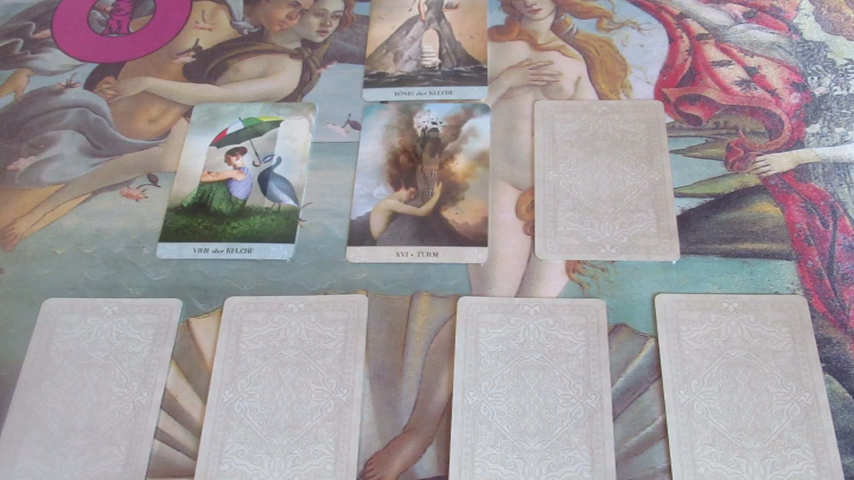 KÖNIG der KELCHE
VIER der KELCHE
XVI • TURM